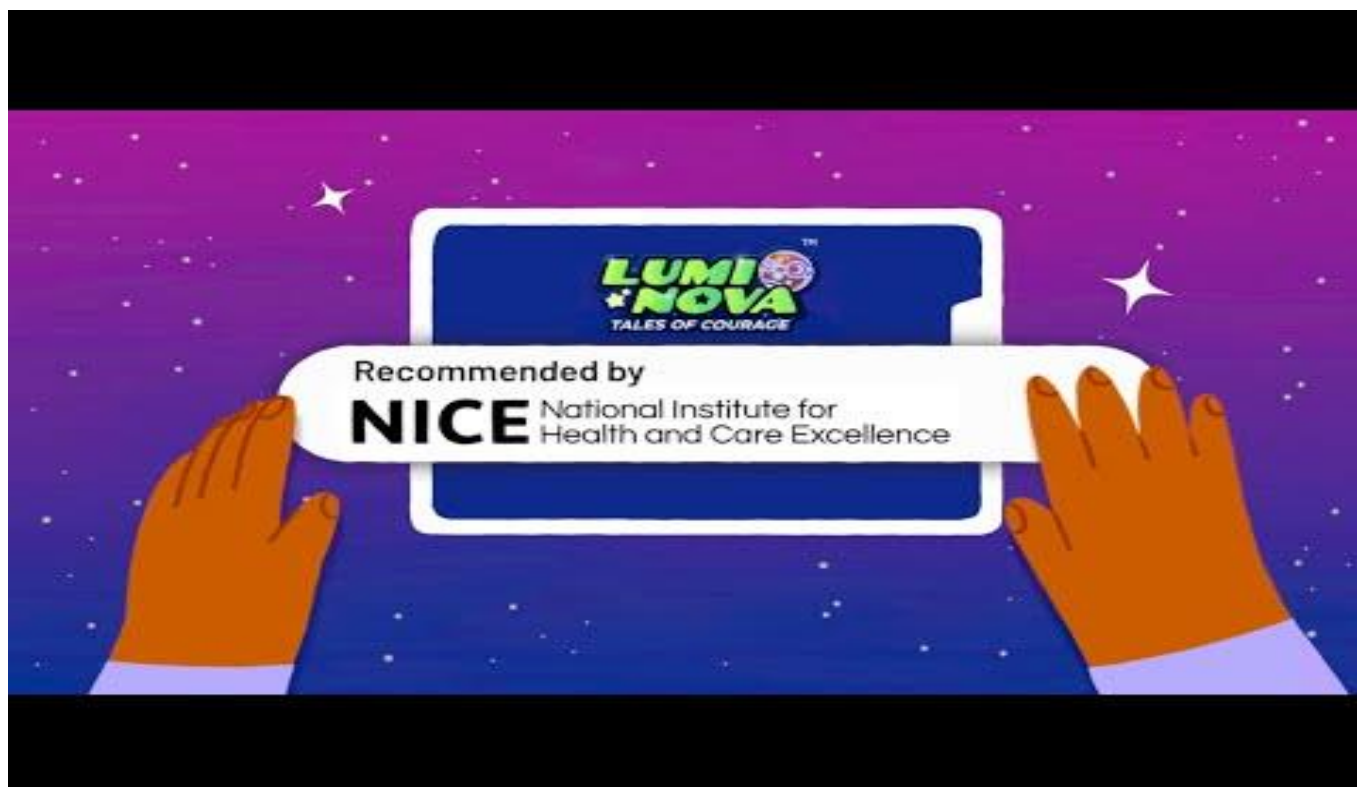 LUMI
NOVA
TM
TALES OF COURAGE
Recommended by
NICE National Institute for
Health and Care Excellence